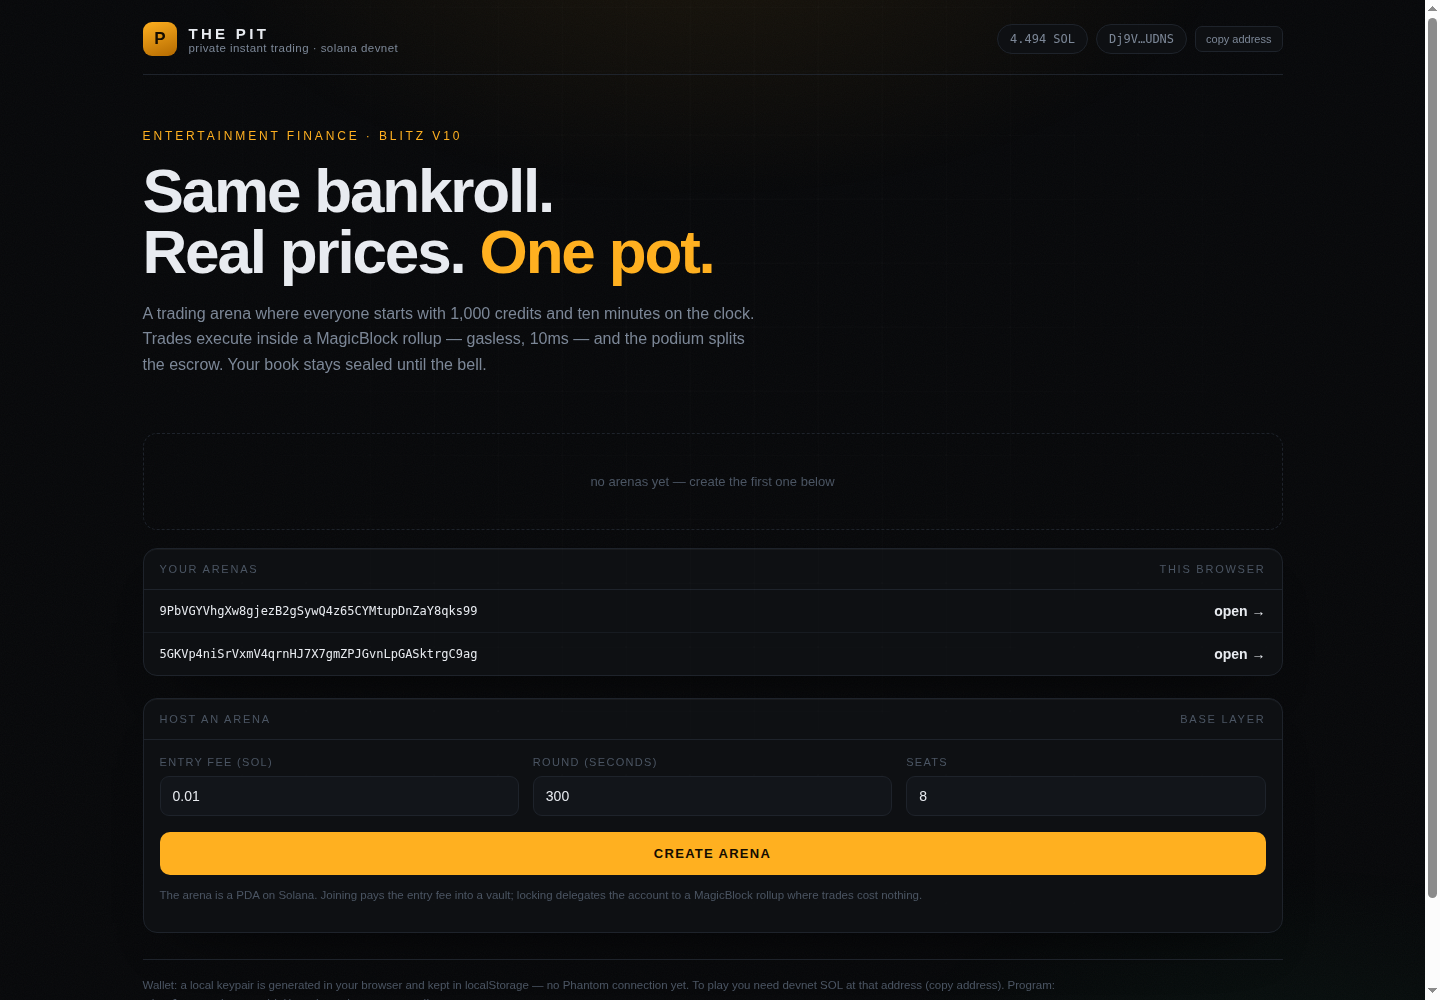 P
THE PIT
private instant trading · solana devnet
4.494 SOL
Dj9V…UDNS
copy address
ENTERTAINMENT FINANCE · BLITZ V10
Same bankroll.
Real prices. One pot.
A trading arena where everyone starts with 1,000 credits and ten minutes on the clock.
Trades execute inside a MagicBlock rollup — gasless, 10ms — and the podium splits
the escrow. Your book stays sealed until the bell.
no arenas yet — create the first one below
YOUR ARENAS
THIS BROWSER
9PbVGYVhgXw8gjezB2gSywQ4z65CYMtupDnZaY8qks99
open →
5GKVp4niSrVxmV4qrnHJ7X7gmZPJGvnLpGASktrgC9ag
open →
HOST AN ARENA
BASE LAYER
ENTRY FEE (SOL)
ROUND (SECONDS)
SEATS
0.01
300
8
CREATE ARENA
The arena is a PDA on Solana. Joining pays the entry fee into a vault; locking delegates the account to a MagicBlock rollup where trades cost nothing.
Wallet: a local keypair is generated in your browser and kept in localStorage — no Phantom connection yet. To play you need devnet SOL at that address (copy address). Program: